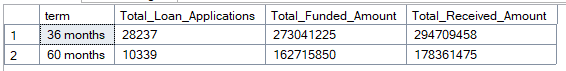 term Total_Loan_Applications Total_Funded_Amount Total_Received_Amount
1 36 months 28237 273041225 294709458
2 60 months 10339 162715850 178361475